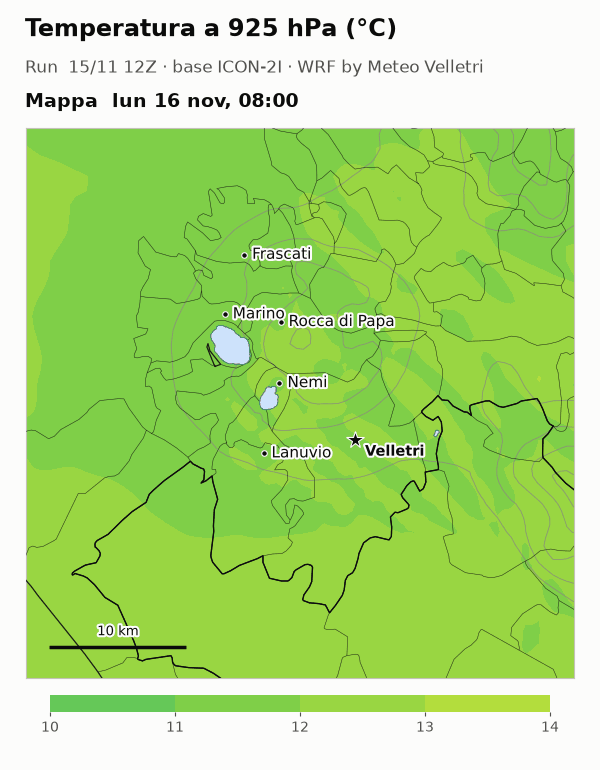 Temperatura a 925 hPa (°C)
Run  15/11 12Z · base ICON-2I · WRF by Meteo Velletri
Mappa  lun 16 nov, 08:00
Frascati
Marino
Rocca di Papa
Nemi
Velletri
Lanuvio
10 km
10 11 12 13 14